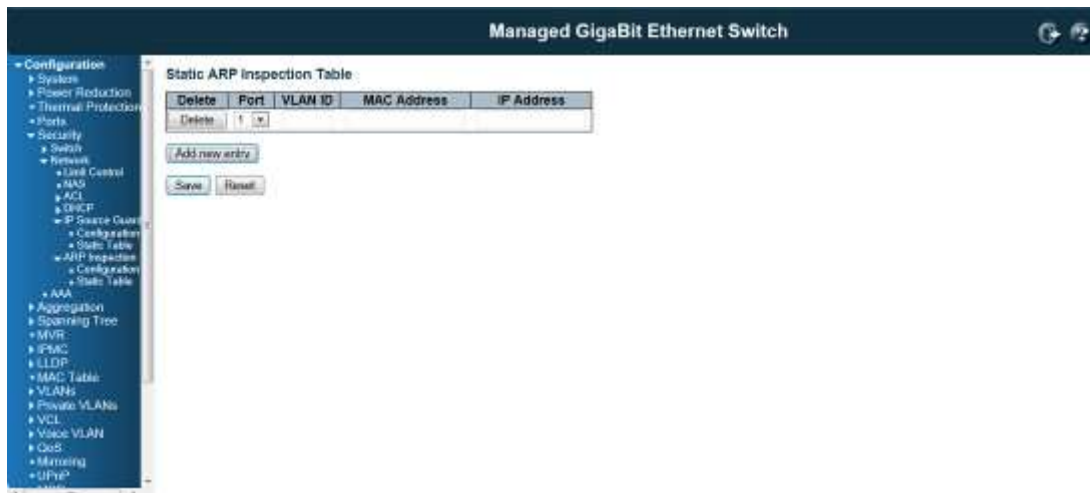 Managed GigaBit Ethernet Switch
Configuration
System
Power Reduction
Thermal Protection
Ports
Security
Switch
Network
Limit Control
NAS
ACL
DHCP
IP Source Guard
Configuration
Static Table
ARP Inspection
Configuration
Static Table
AAA
Aggregation
Spanning Tree
MVR
IPMC
LLDP
MAC Table
VLANs
Private VLANs
VCL
Voice VLAN
QoS
Mirroring
UPnP
Static ARP Inspection Table
Delete Port VLAN ID MAC Address IP Address
Delete 1
Add new entry
Save Reset